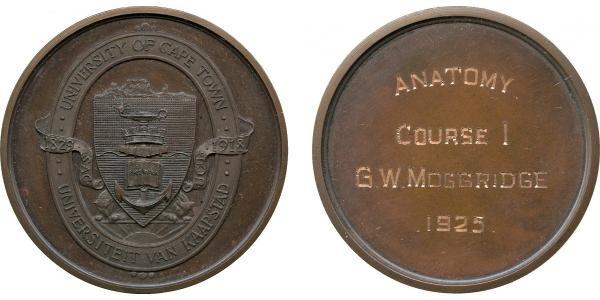 · UNIVERSITY OF CAPE TOWN ·
1829
1918
· UNIVERSITEIT VAN KAAPSTAD ·
ANATOMY
COURSE I
G.W. MOGGRIDGE
.1925.